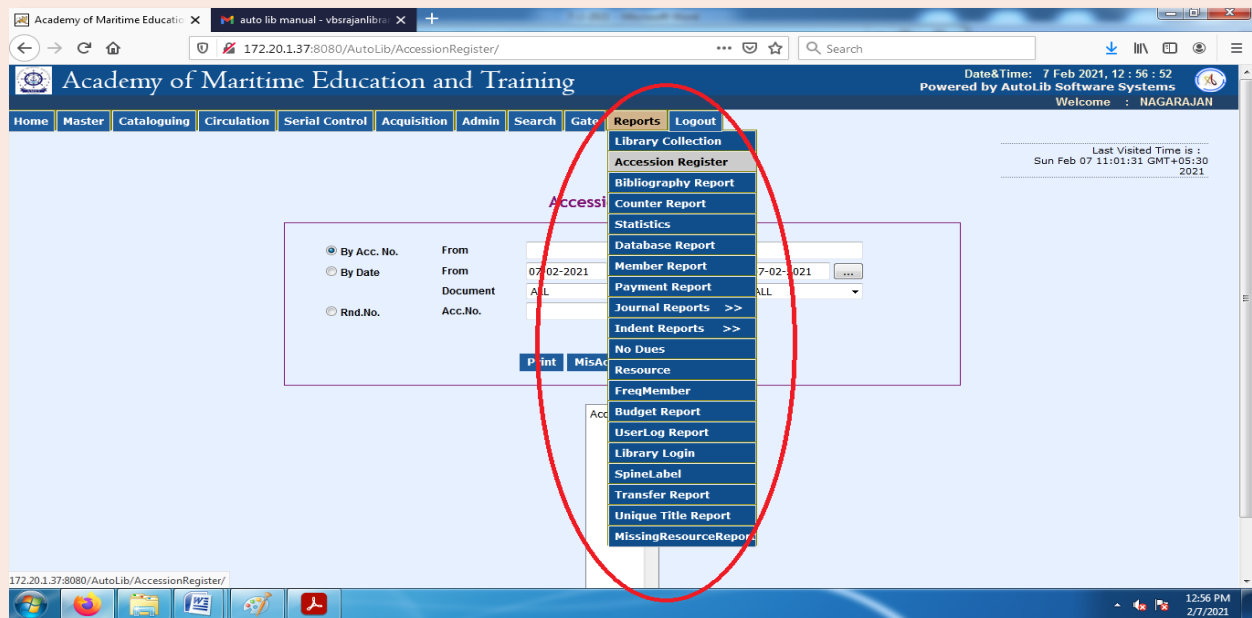 Academy of Maritime Educatio
auto lib manual - vbsrajanlibrar
172.20.1.37:8080/AutoLib/AccessionRegister/
Search
Academy of Maritime Education and Training
Date&Time: 7 Feb 2021, 12 : 56 : 52
Powered by AutoLib Software Systems
Welcome : NAGARAJAN
Home Master Cataloguing Circulation Serial Control Acquisition Admin Search Gate Reports Logout
Last Visited Time is :
Sun Feb 07 11:01:31 GMT+05:30
2021
Library Collection
Accession Register
Bibliography Report
Counter Report
Statistics
Database Report
Member Report
Payment Report
Journal Reports >>
Indent Reports >>
No Dues
Resource
FreqMember
Budget Report
UserLog Report
Library Login
SpineLabel
Transfer Report
Unique Title Report
MissingResourceRepor
Accessi
By Acc. No. From
By Date From 07-02-2021 7-02-2021 ...
Document ALL ALL
Rnd.No. Acc.No.
Print MisAc
Acc
172.20.1.37:8080/AutoLib/AccessionRegister/
12:56 PM
2/7/2021